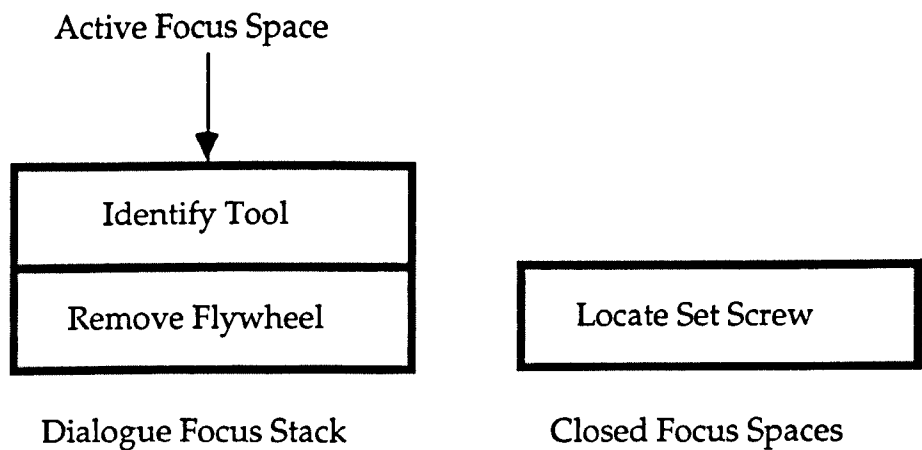 Active Focus Space
Identify Tool
Remove Flywheel
Locate Set Screw
Dialogue Focus Stack
Closed Focus Spaces